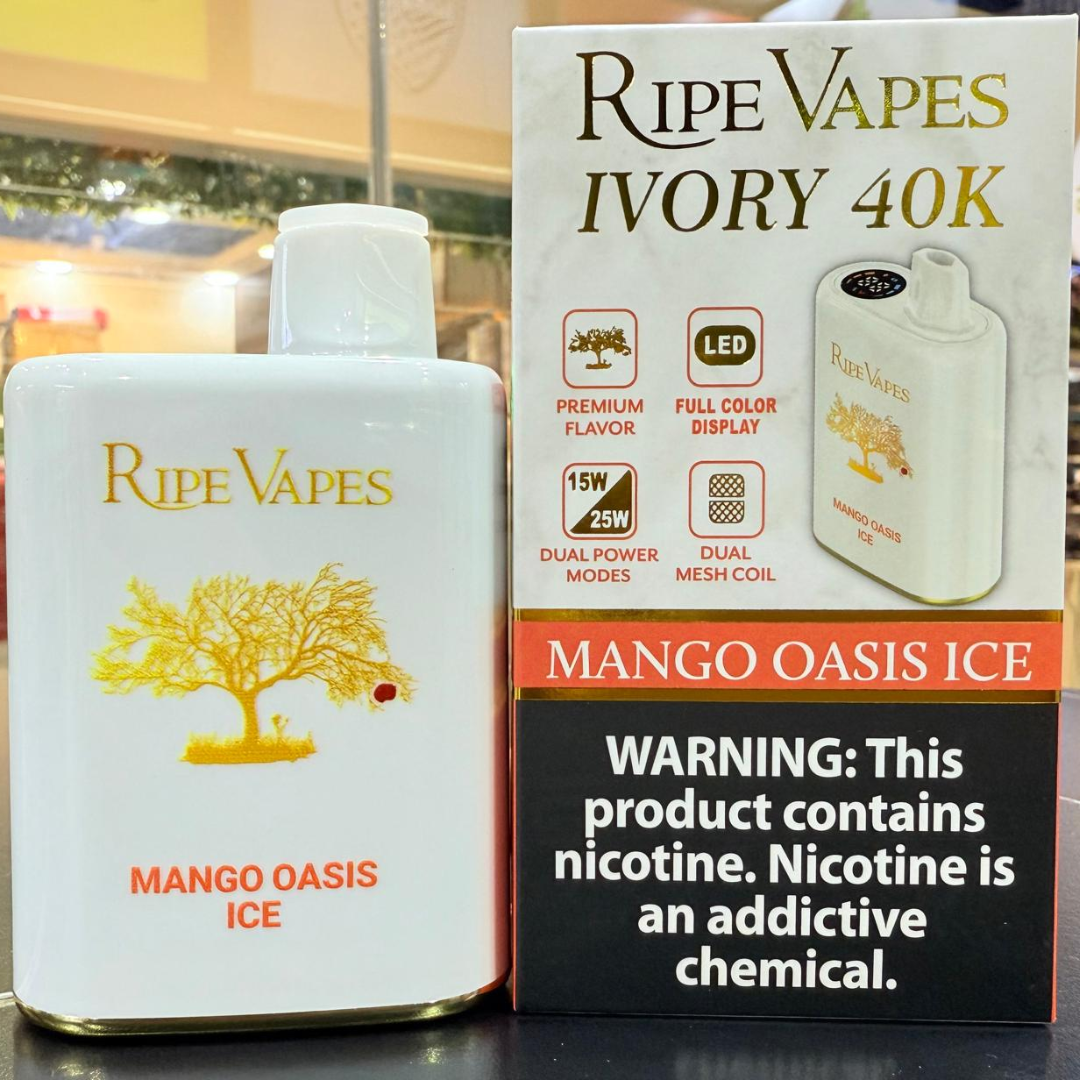 RIPE VAPES
MANGO OASIS
ICE
RIPE VAPES
IVORY 40K
PREMIUM
FLAVOR
LED
FULL COLOR
DISPLAY
15W
25W
DUAL POWER
MODES
DUAL
MESH COIL
RIPE VAPES
MANGO OASIS
ICE
MANGO OASIS ICE
WARNING: This
product contains
nicotine. Nicotine is
an addictive
chemical.